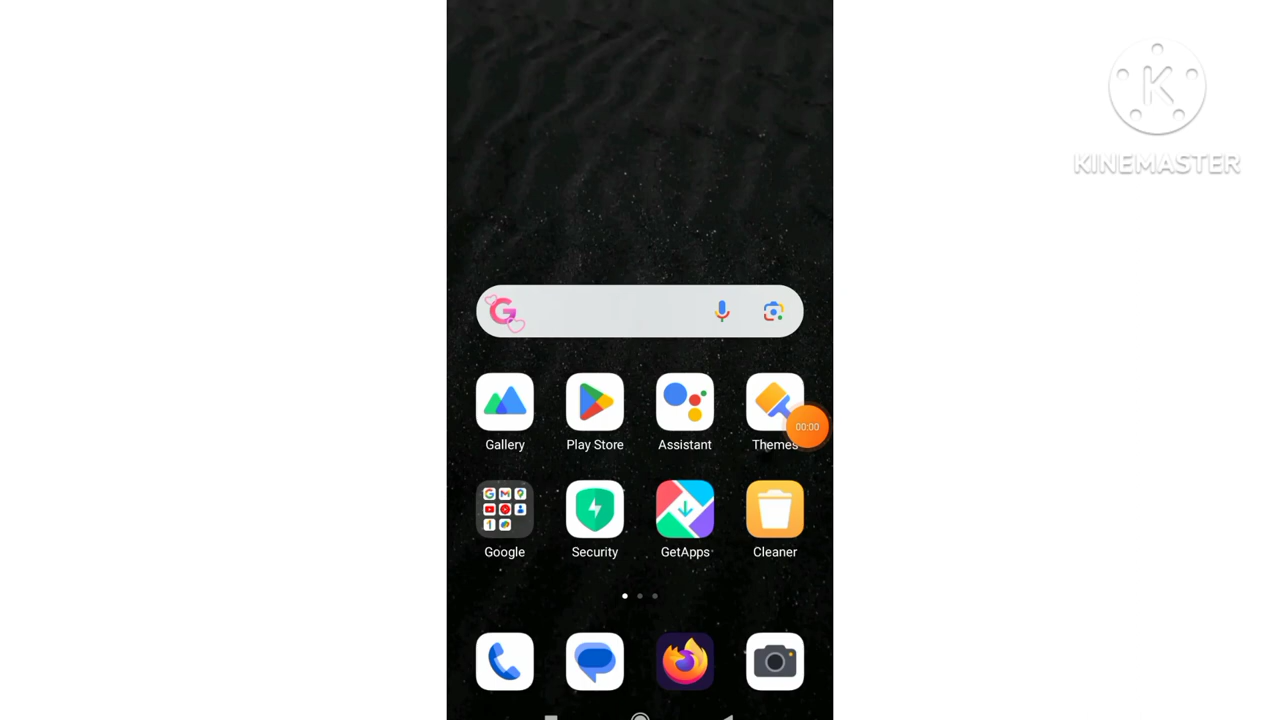 KINEMASTER
Gallery
Play Store
Assistant
Themes
00:00
Google
Security
GetApps
Cleaner